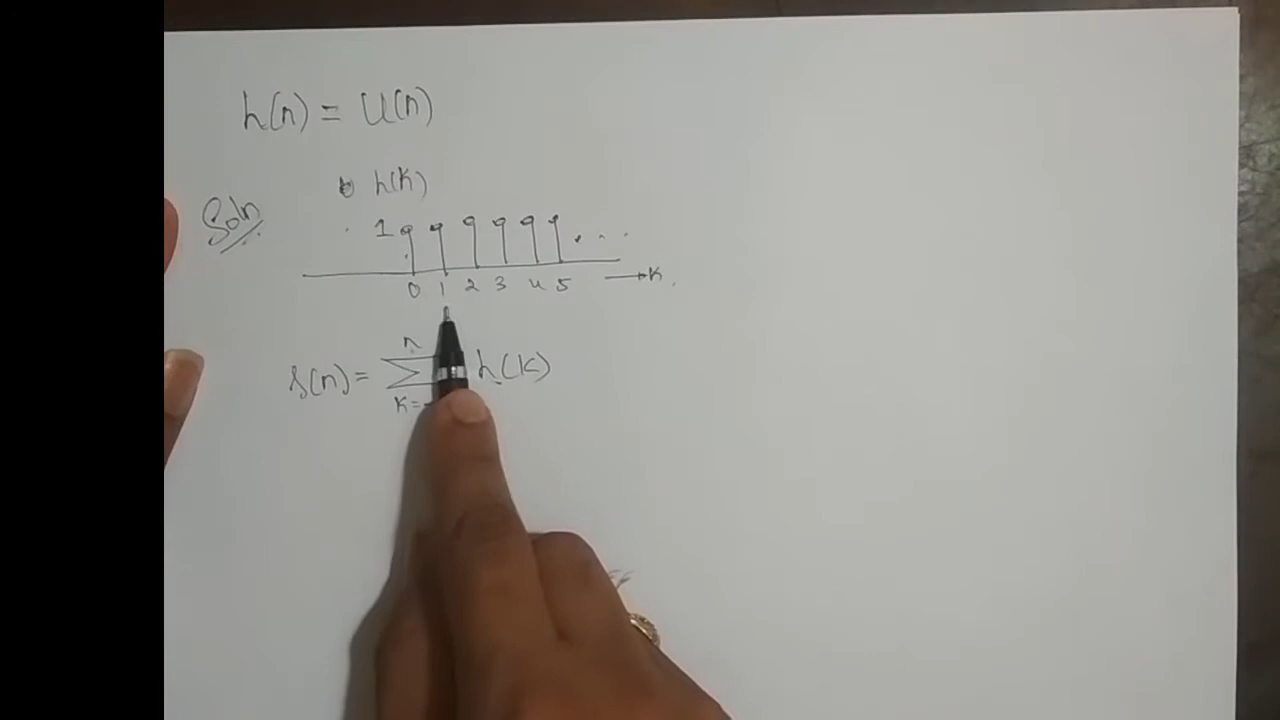 h(n) = U(n)
Soln
h(k)
1 . . .
0 1 2 3 4 5 → k
n
s(n) = Σ h(k)
k=-